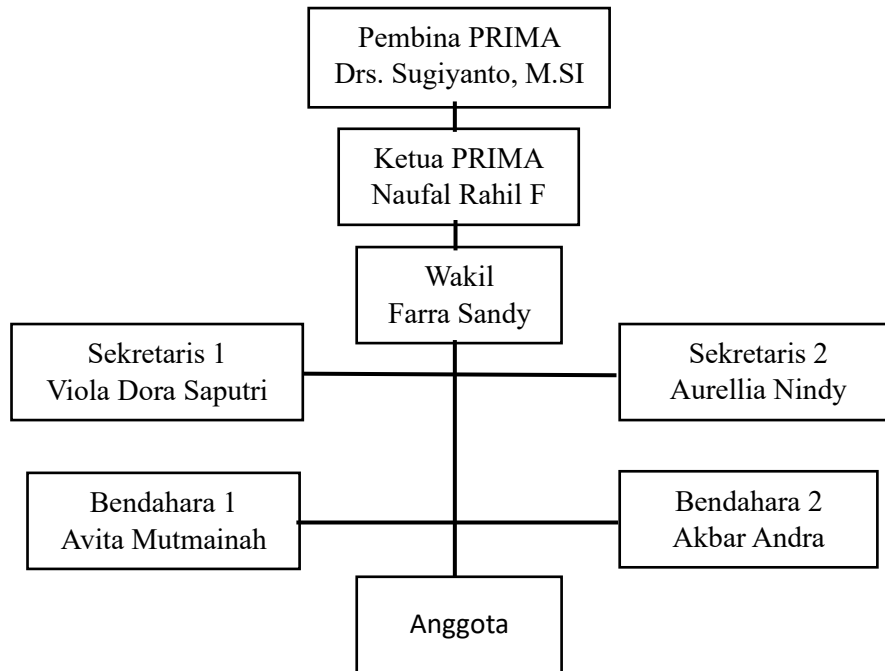 Pembina PRIMA
Drs. Sugiyanto, M.SI
Ketua PRIMA
Naufal Rahil F
Wakil
Farra Sandy
Sekretaris 1
Viola Dora Saputri
Sekretaris 2
Aurellia Nindy
Bendahara 1
Avita Mutmainah
Bendahara 2
Akbar Andra
Anggota